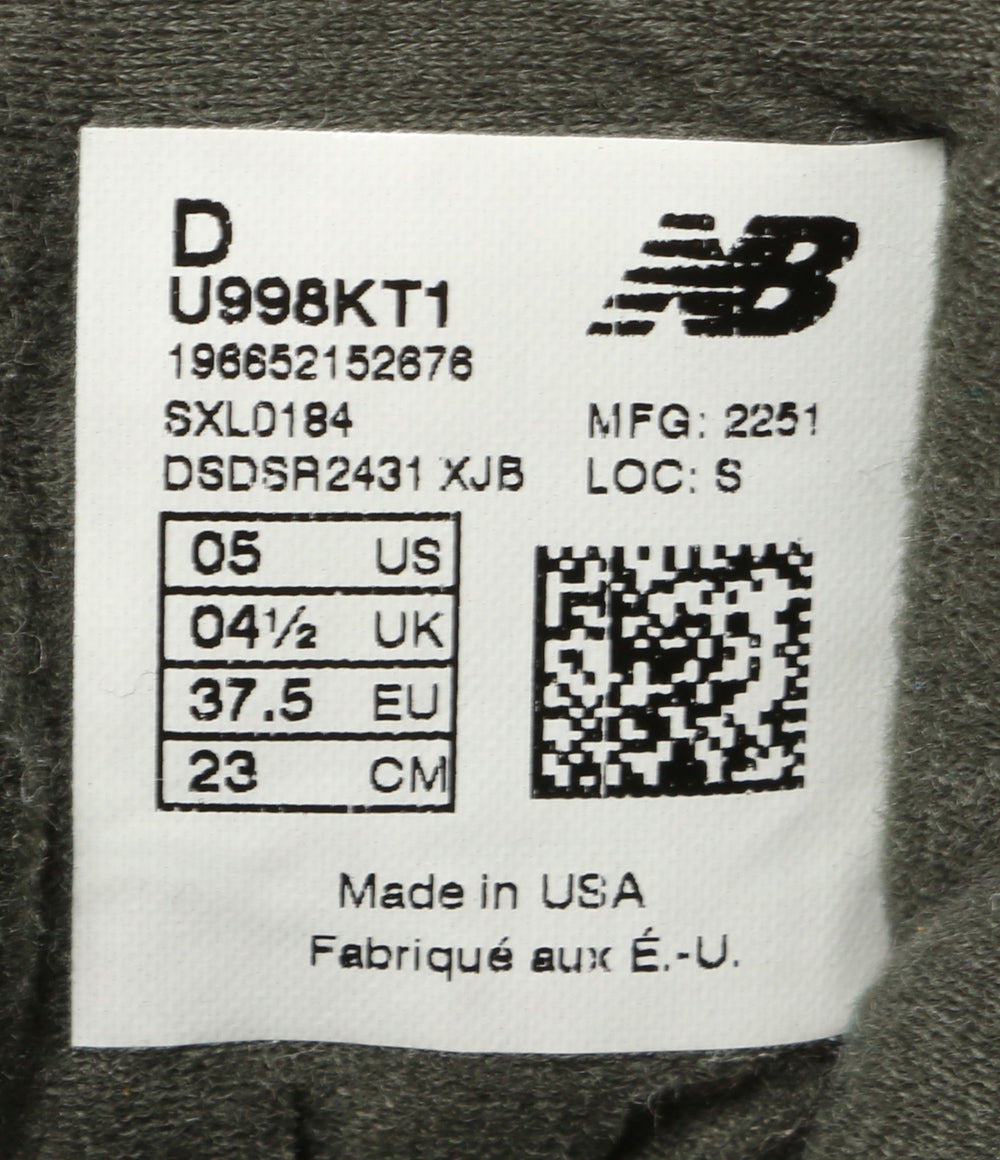 D
NB
U998KT1
196652152676
SXL0184
MFG: 2251
DSDSR2431 XJB
LOC: S
05 US
04½ UK
37.5 EU
23 CM
Made in USA
Fabriqué aux É.-U.